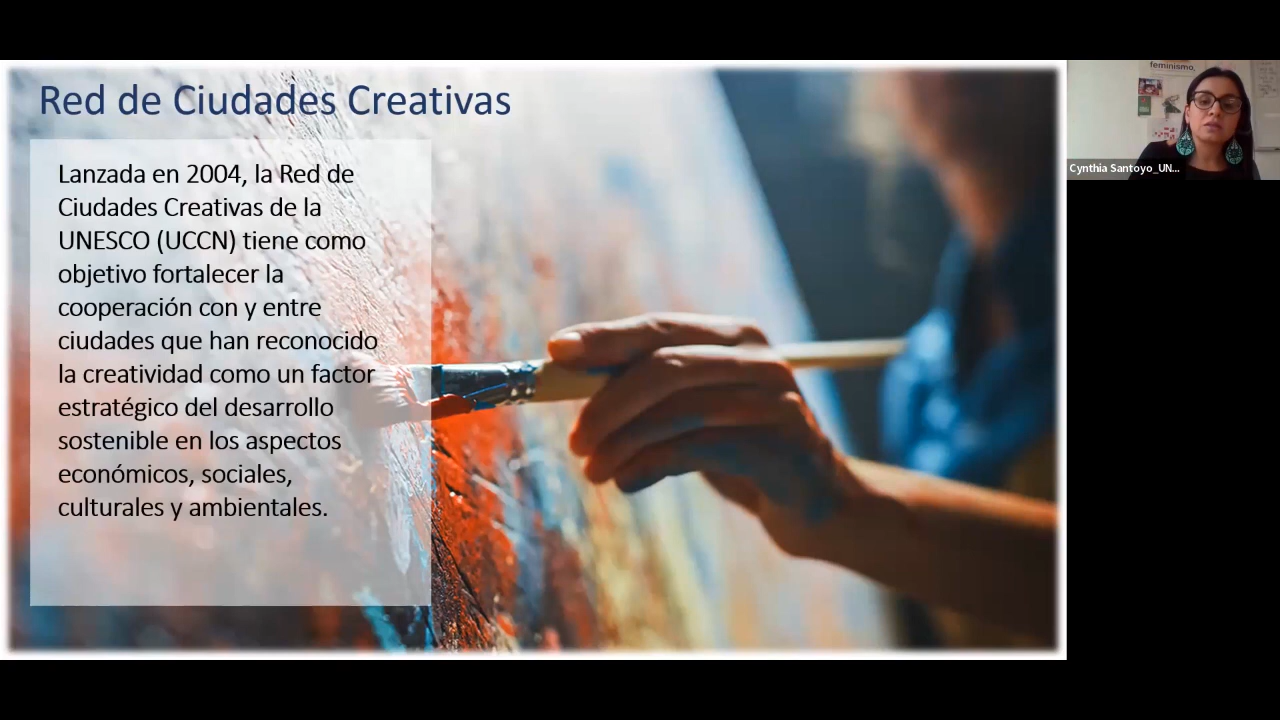 Red de Ciudades Creativas
Lanzada en 2004, la Red de
Ciudades Creativas de la
UNESCO (UCCN) tiene como
objetivo fortalecer la
cooperación con y entre
ciudades que han reconocido
la creatividad como un factor
estratégico del desarrollo
sostenible en los aspectos
económicos, sociales,
culturales y ambientales.
feminismo,
Cynthia Santoyo_UN...